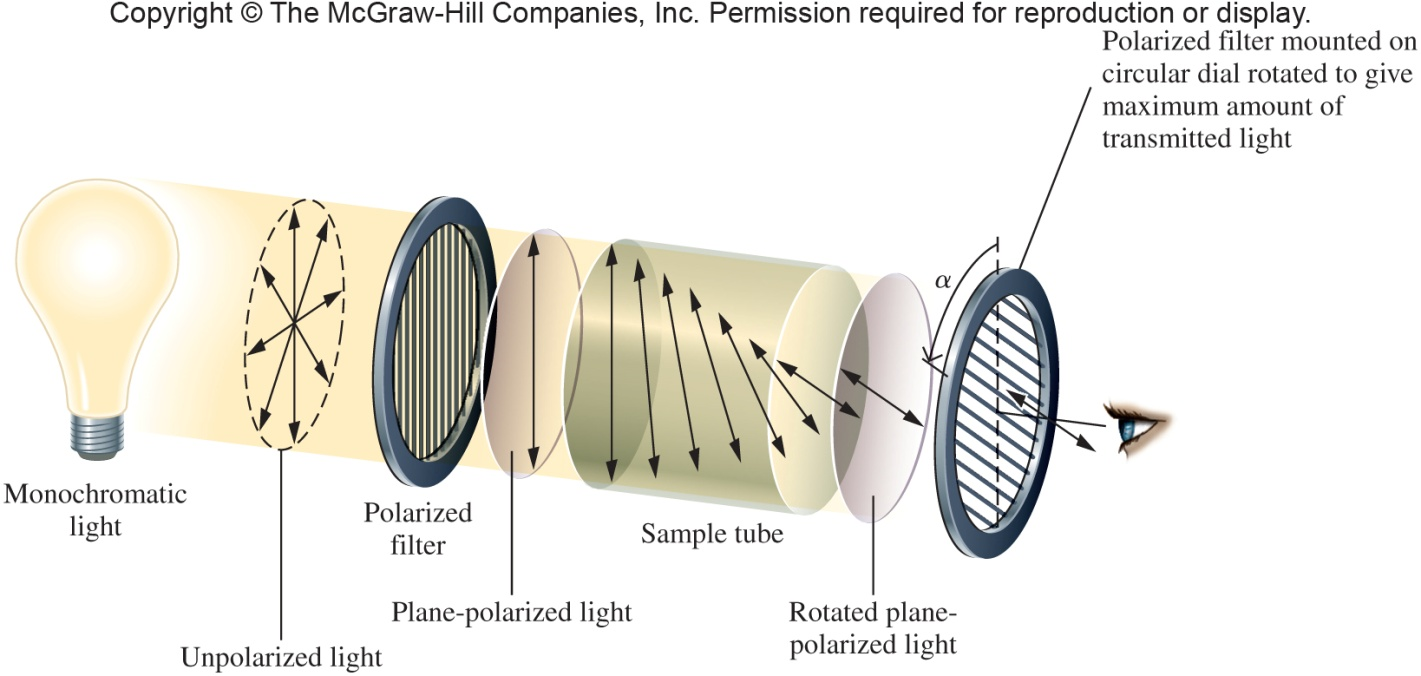 Copyright © The McGraw-Hill Companies, Inc. Permission required for reproduction or display.
Polarized filter mounted on
circular dial rotated to give
maximum amount of
transmitted light
α
Monochromatic
light
Polarized
filter
Sample tube
Plane-polarized light
Rotated plane-
polarized light
Unpolarized light